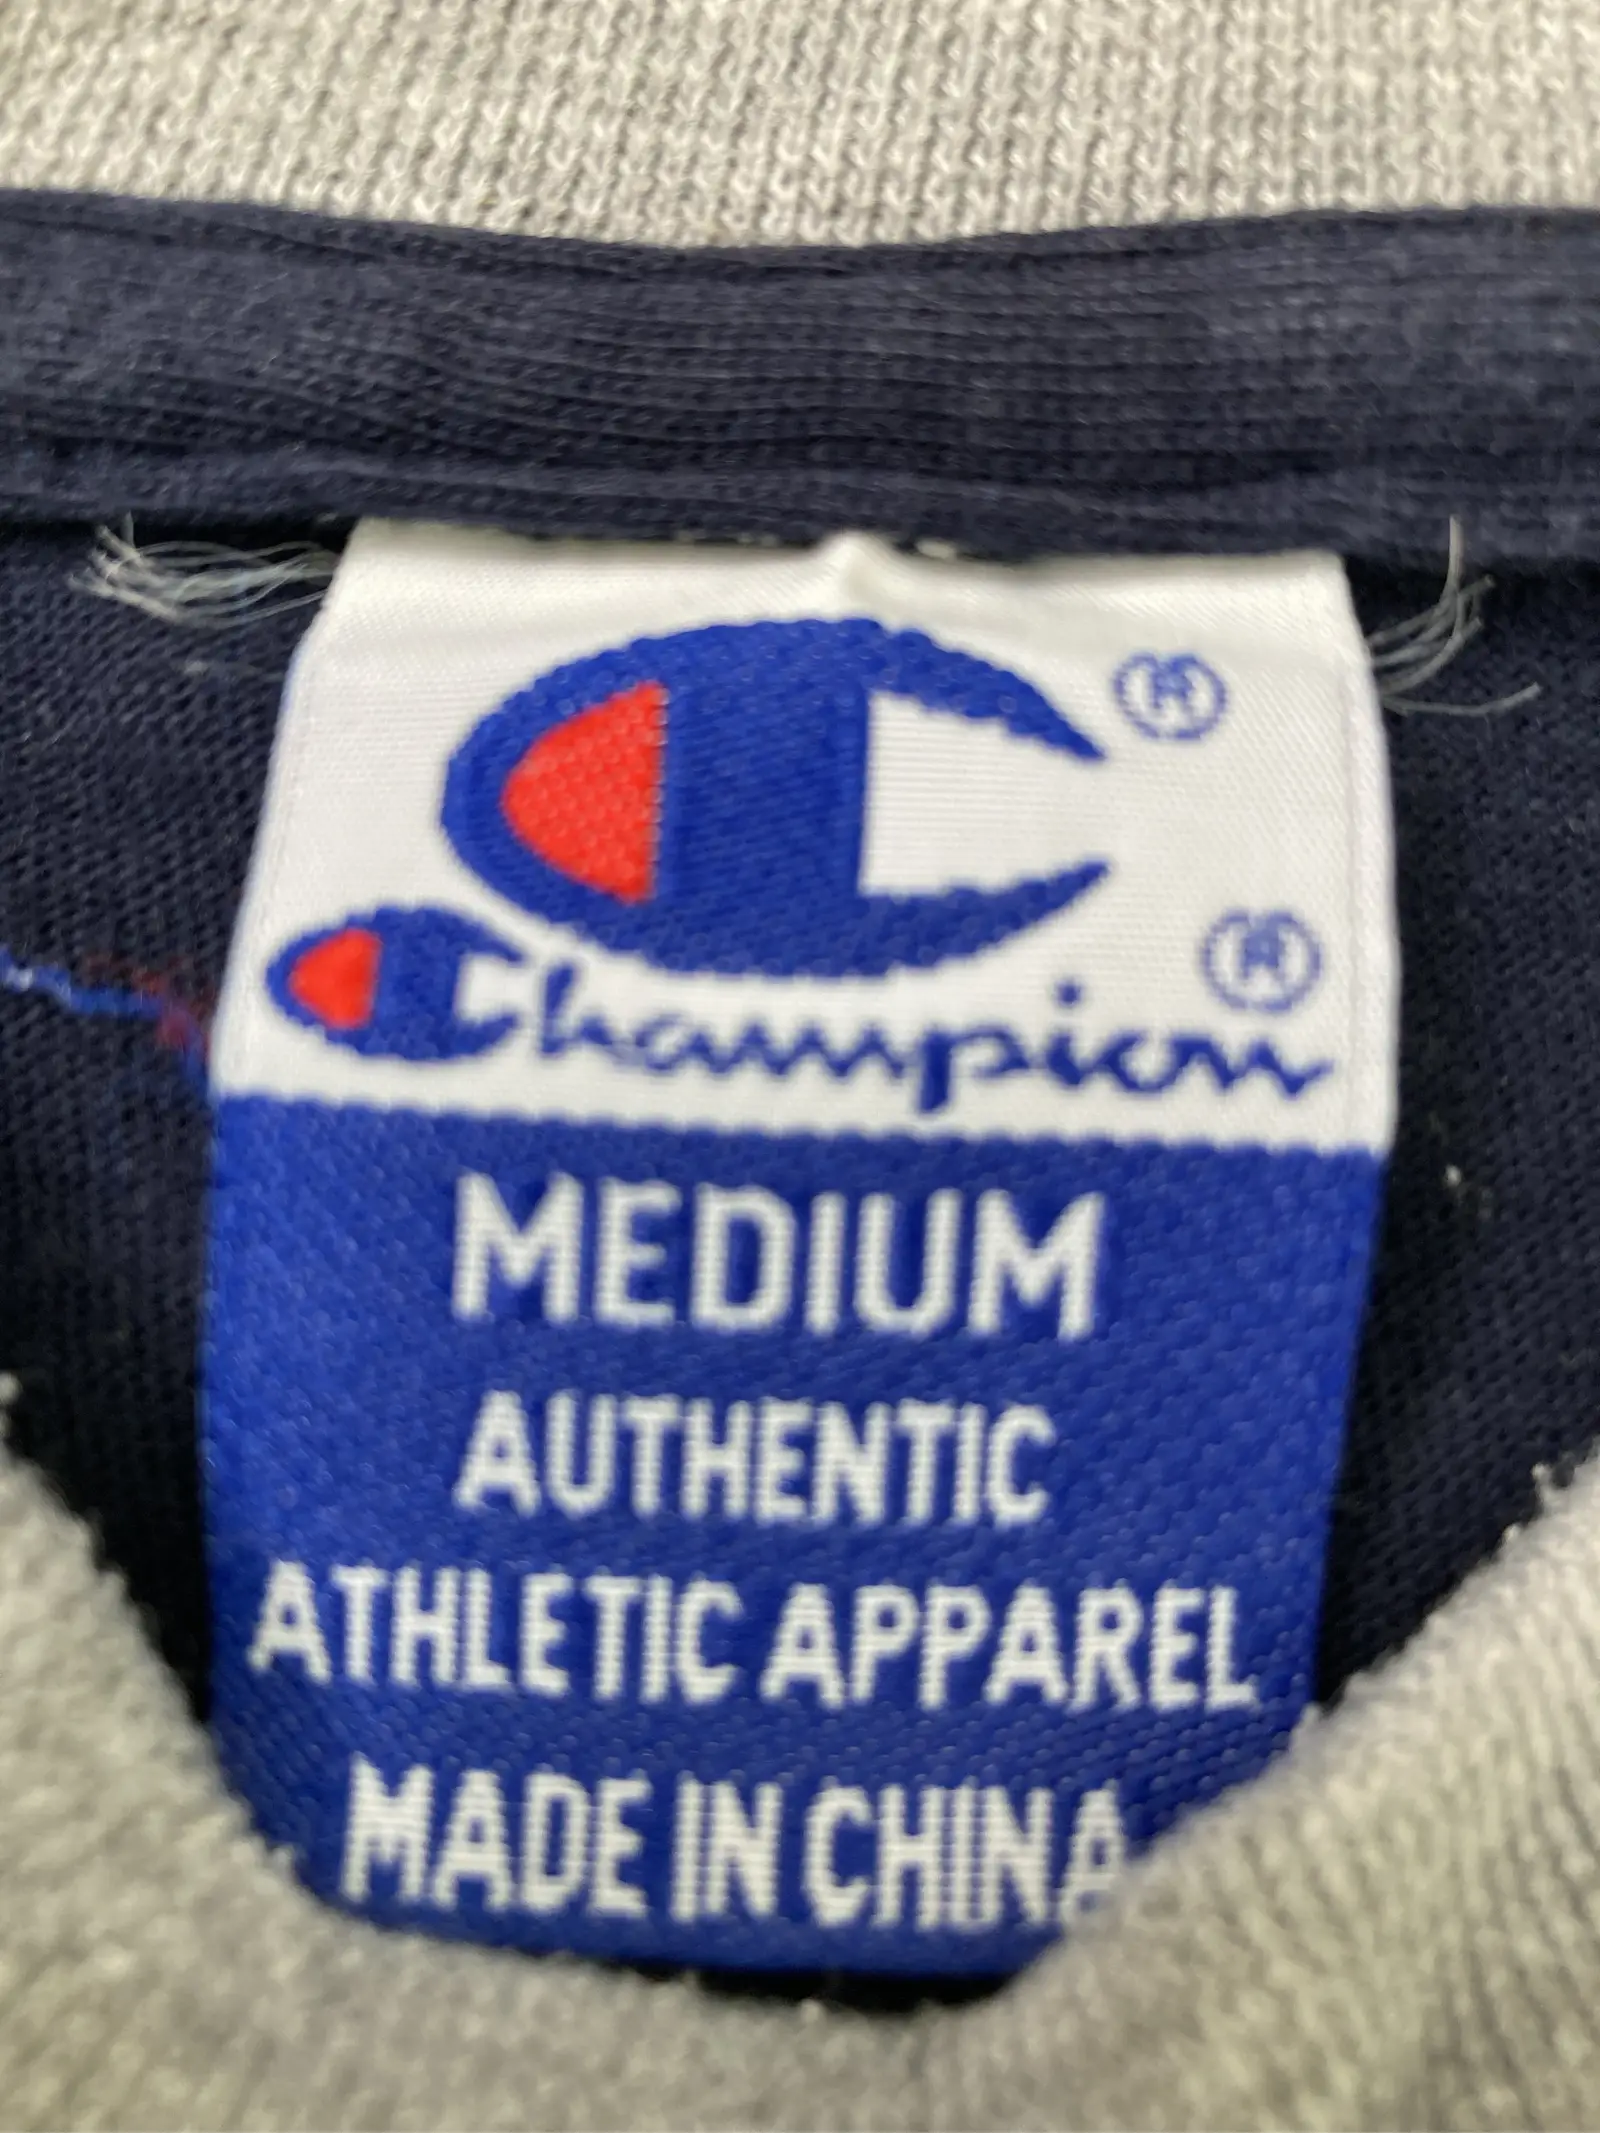 ®
Champion ®
MEDIUM
AUTHENTIC
ATHLETIC APPAREL
MADE IN CHINA